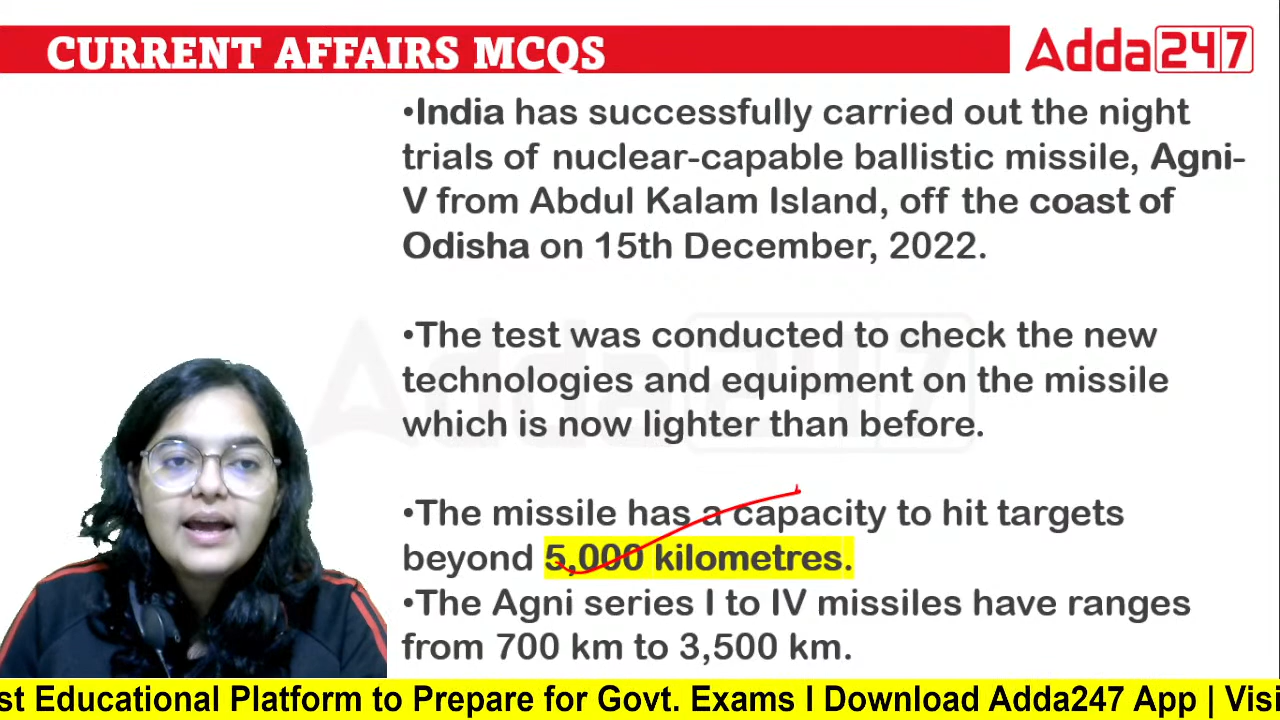 CURRENT AFFAIRS MCQS
Adda247
•India has successfully carried out the night
trials of nuclear-capable ballistic missile, Agni-
V from Abdul Kalam Island, off the coast of
Odisha on 15th December, 2022.
Adda247
•The test was conducted to check the new
technologies and equipment on the missile
which is now lighter than before.
•The missile has a capacity to hit targets
beyond 5,000 kilometres.
•The Agni series I to IV missiles have ranges
from 700 km to 3,500 km.
st Educational Platform to Prepare for Govt. Exams I Download Adda247 App | Visi